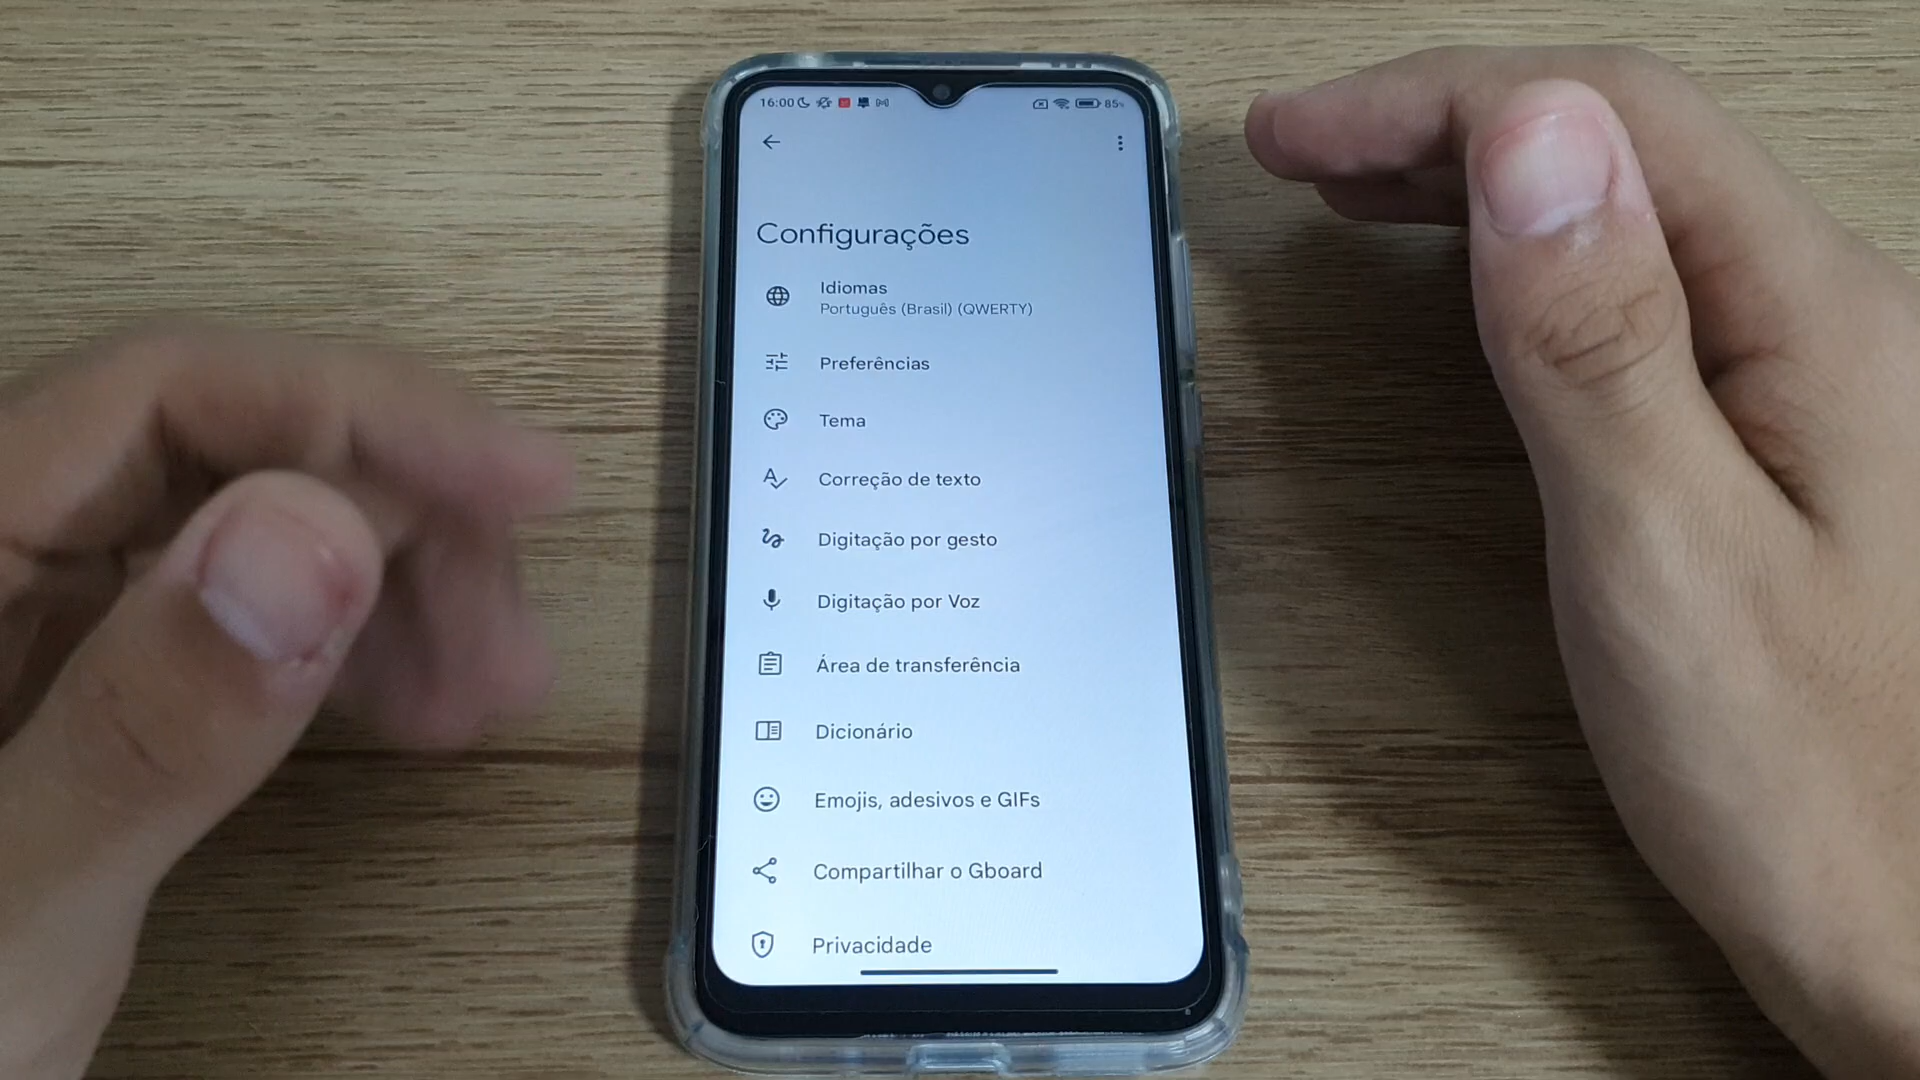 16:00 85%
Configurações
Idiomas
Português (Brasil) (QWERTY)
Preferências
Tema
Correção de texto
Digitação por gesto
Digitação por Voz
Área de transferência
Dicionário
Emojis, adesivos e GIFs
Compartilhar o Gboard
Privacidade